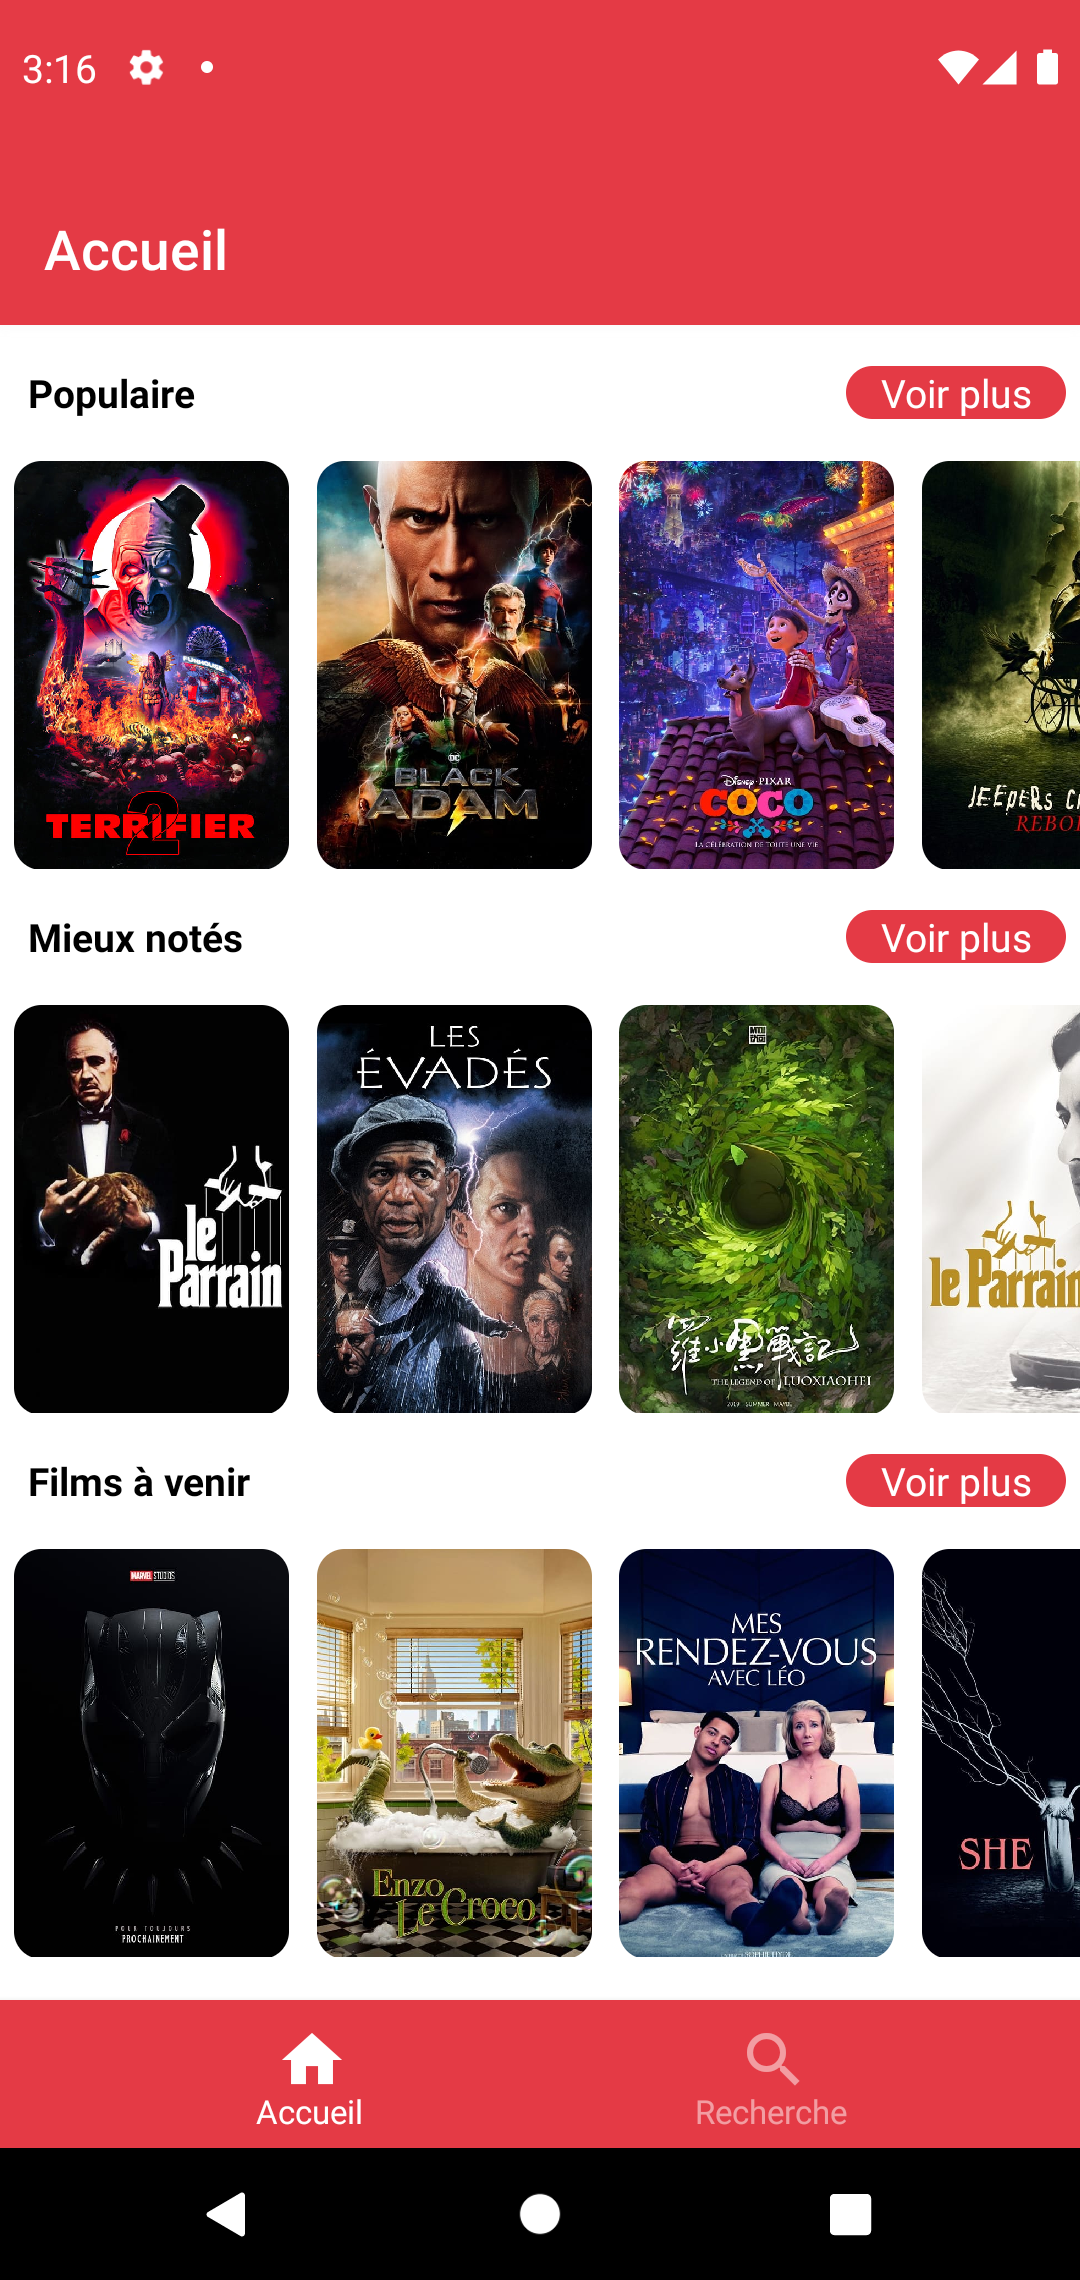 3:16
Accueil
Populaire
Voir plus
FUNHOUSE
TERRIFIER
2
DC
BLACK
ADAM
DISNEY·PIXAR
COCO
LA CÉLÉBRATION DE TOUTE UNE VIE
JEEPERS C
REBO
Mieux notés
Voir plus
le
Parrain
LES
ÉVADÉS
羅小黑戰記
THE LEGEND OF LUOXIAOHEI
2019 SUMMER
le Parrain
Films à venir
Voir plus
MARVEL STUDIOS
POUR TOUJOURS
PROCHAINEMENT
Enzo
Le Croco
MES
RENDEZ-VOUS
AVEC LÉO
SHE
Accueil
Recherche